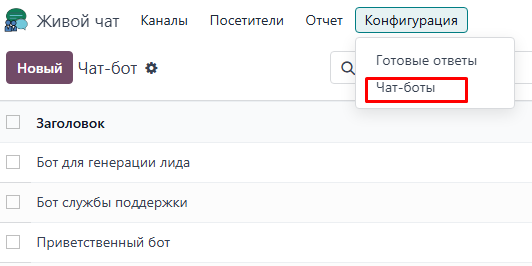 Живой чат Каналы Посетители Отчет Конфигурация
Новый Чат-бот
Готовые ответы
Чат-боты
Заголовок
Бот для генерации лида
Бот службы поддержки
Приветственный бот